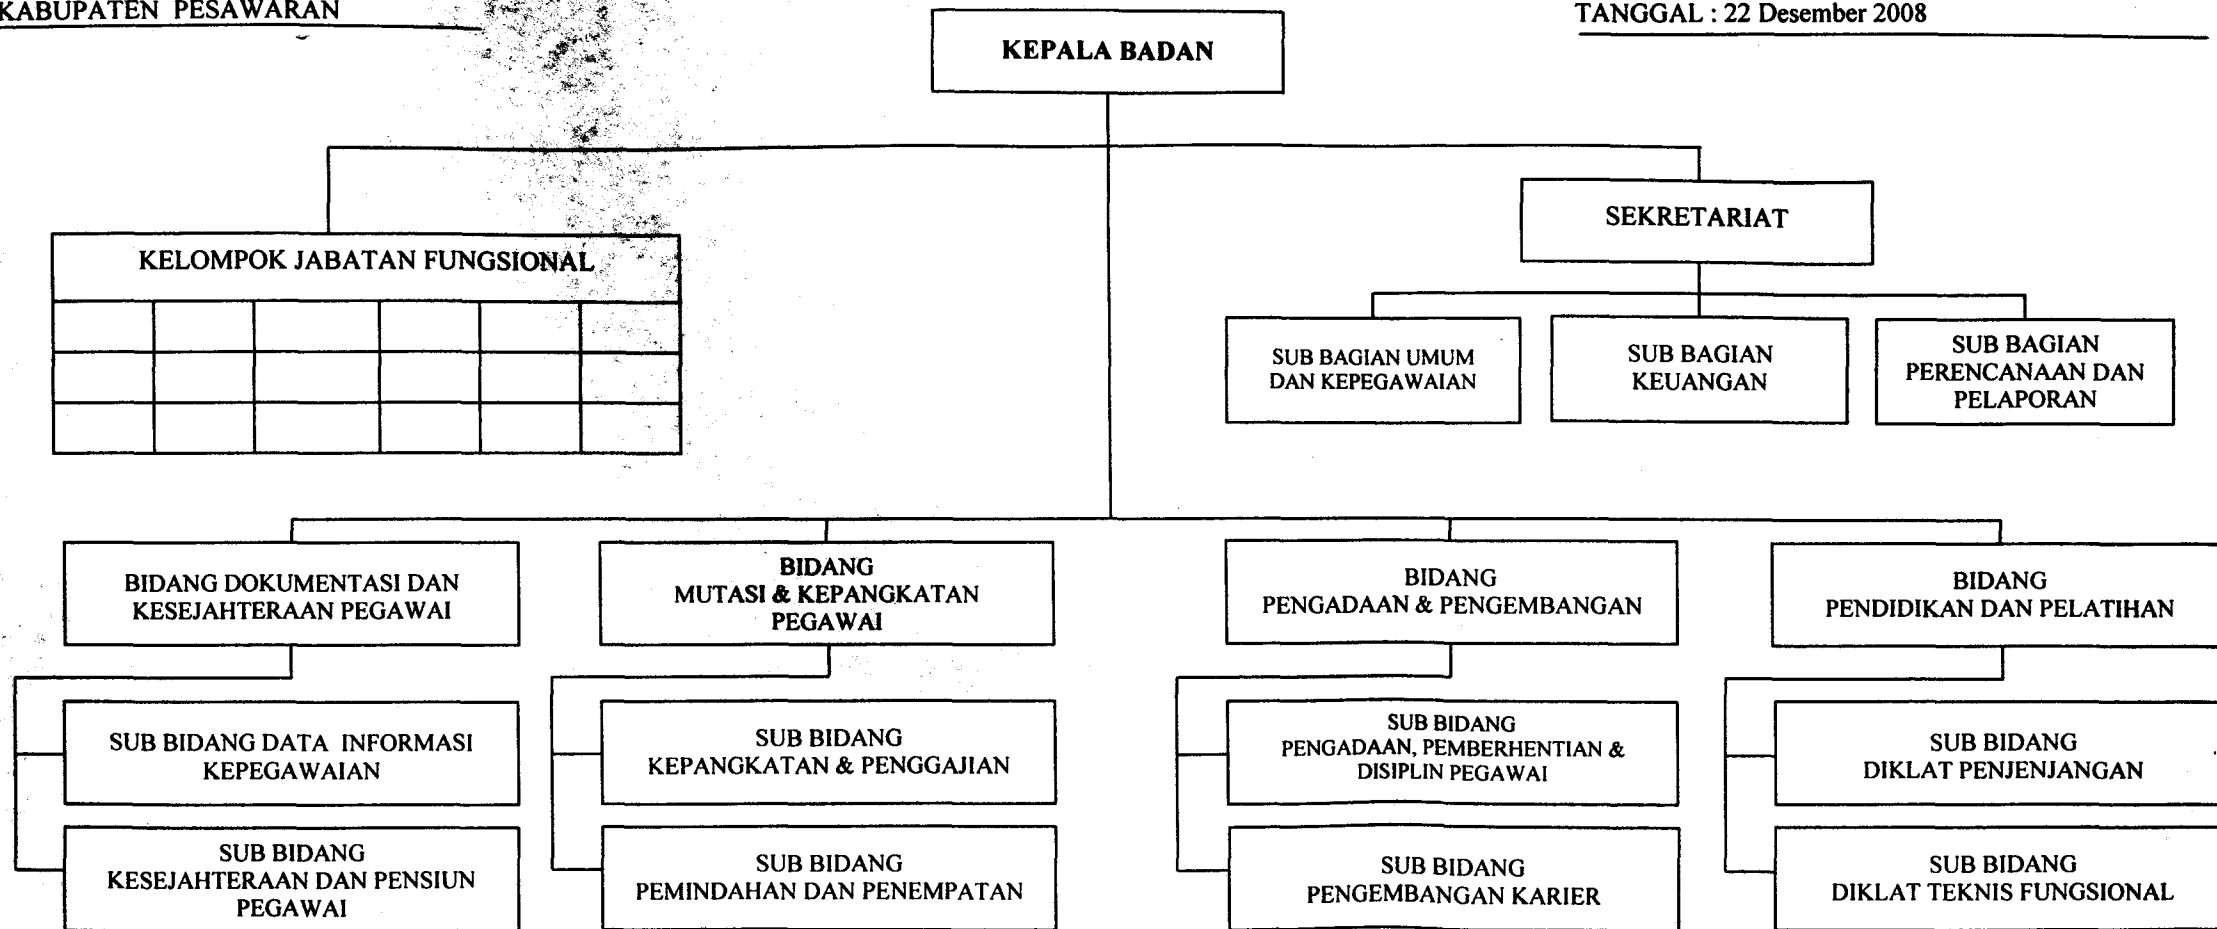 KABUPATEN PESAWARAN
TANGGAL : 22 Desember 2008
KEPALA BADAN
SEKRETARIAT
KELOMPOK JABATAN FUNGSIONAL
SUB BAGIAN UMUM
DAN KEPEGAWAIAN
SUB BAGIAN
KEUANGAN
SUB BAGIAN
PERENCANAAN DAN
PELAPORAN
BIDANG DOKUMENTASI DAN
KESEJAHTERAAN PEGAWAI
BIDANG
MUTASI & KEPANGKATAN
PEGAWAI
BIDANG
PENGADAAN & PENGEMBANGAN
BIDANG
PENDIDIKAN DAN PELATIHAN
SUB BIDANG DATA INFORMASI
KEPEGAWAIAN
SUB BIDANG
KEPANGKATAN & PENGGAJIAN
SUB BIDANG
PENGADAAN, PEMBERHENTIAN &
DISIPLIN PEGAWAI
SUB BIDANG
DIKLAT PENJENJANGAN
SUB BIDANG
KESEJAHTERAAN DAN PENSIUN
PEGAWAI
SUB BIDANG
PEMINDAHAN DAN PENEMPATAN
SUB BIDANG
PENGEMBANGAN KARIER
SUB BIDANG
DIKLAT TEKNIS FUNGSIONAL